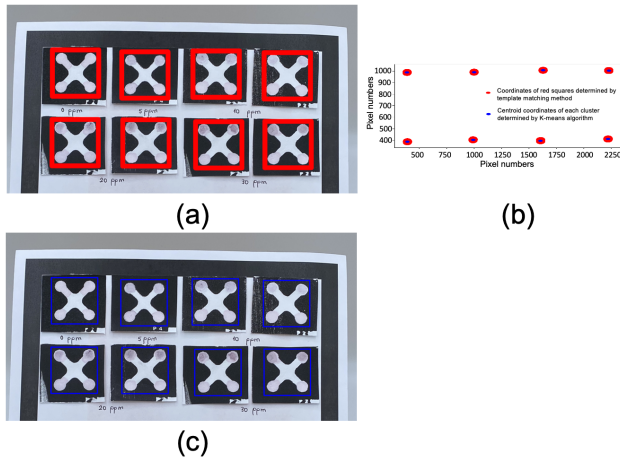 0 ppm
5 ppm
10 ppm
20 ppm
30 ppm
(a)
Pixel numbers
1000
900
800
700
600
500
400
Coordinates of red squares determined by
template matching
method
Centroid coordinates of each cluster
determined by K-means
algorithm
500
750
1000
1250
1500
1750
2000
2250
Pixel numbers
(b)
0 ppm
5 ppm
10 ppm
20 ppm
30 ppm
(c)